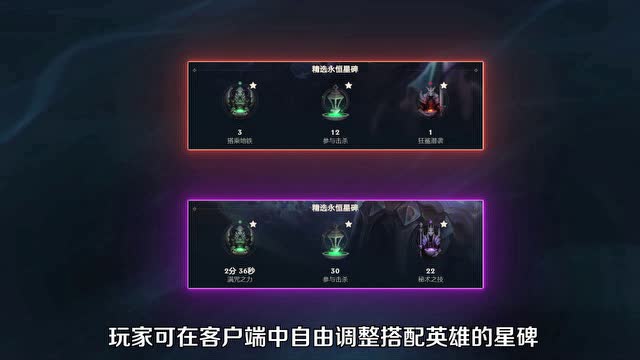 精选永恒星碑
3 12 1
搭乘地铁 参与击杀 狂鲨潜袭
精选永恒星碑
2分 36秒 30 22
满咒之力 参与击杀 秘术之技
玩家可在客户端中自由调整搭配英雄的星碑